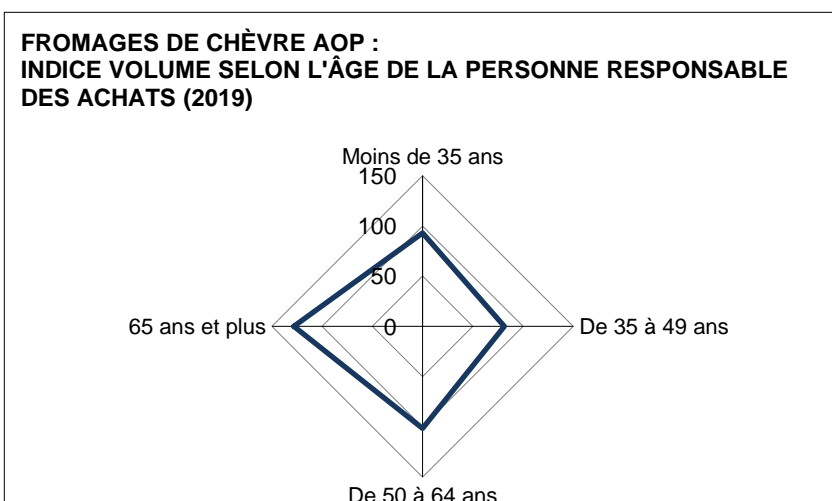 FROMAGES DE CHÈVRE AOP :
INDICE VOLUME SELON L'ÂGE DE LA PERSONNE RESPONSABLE
DES ACHATS (2019)
Moins de 35 ans
150
100
50
65 ans et plus
0
De 35 à 49 ans
De 50 à 64 ans